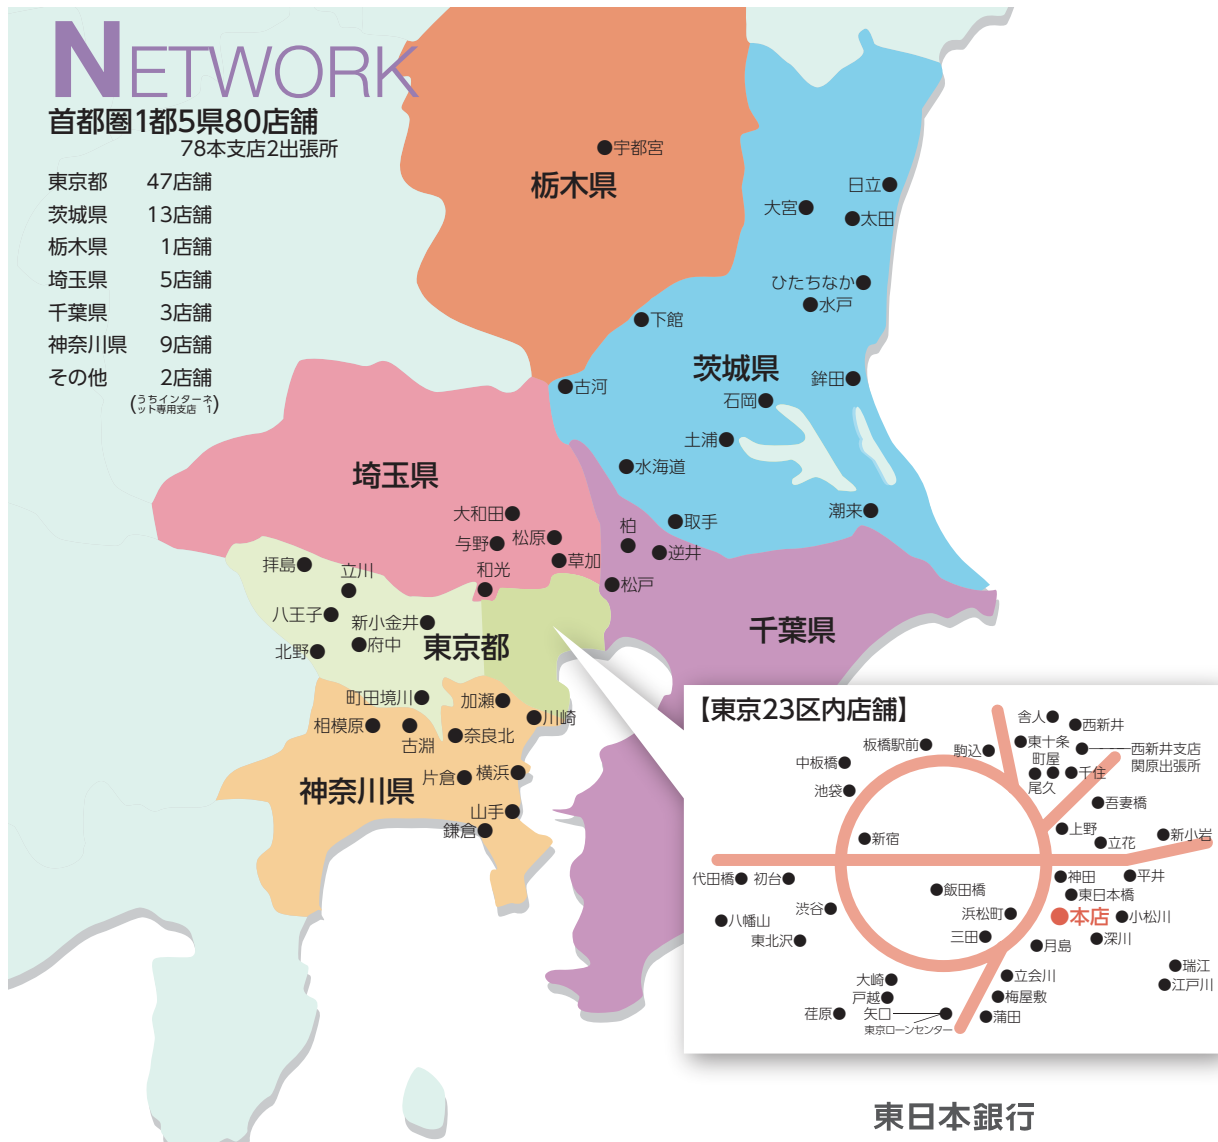 NETWORK
首都圏1都5県80店舗
78本支店2出張所
東京都 47店舗
茨城県 13店舗
栃木県 1店舗
埼玉県 5店舗
千葉県 3店舗
神奈川県 9店舗
その他 2店舗
(うちインターネ
ット専用支店 1)
宇都宮
栃木県
日立
大宮
太田
ひたちなか
水戸
下館
茨城県
古河
鉾田
石岡
土浦
水海道
潮来
取手
埼玉県
大和田
与野
松原
草加
和光
柏
逆井
松戸
千葉県
拝島
立川
八王子
新小金井
府中
北野
東京都
町田境川
加瀬
川崎
相模原
古淵
奈良北
片倉
横浜
神奈川県
山手
鎌倉
【東京23区内店舗】
舎人
西新井
板橋駅前
駒込
東十条
西新井支店
関原出張所
中板橋
町屋
千住
尾久
池袋
吾妻橋
新宿
上野
立花
新小岩
代田橋
初台
飯田橋
神田
平井
東日本橋
八幡山
渋谷
浜松町
本店
小松川
東北沢
三田
月島
深川
瑞江
江戸川
大崎
立会川
戸越
梅屋敷
荏原
矢口
蒲田
東京ローンセンター
東日本銀行